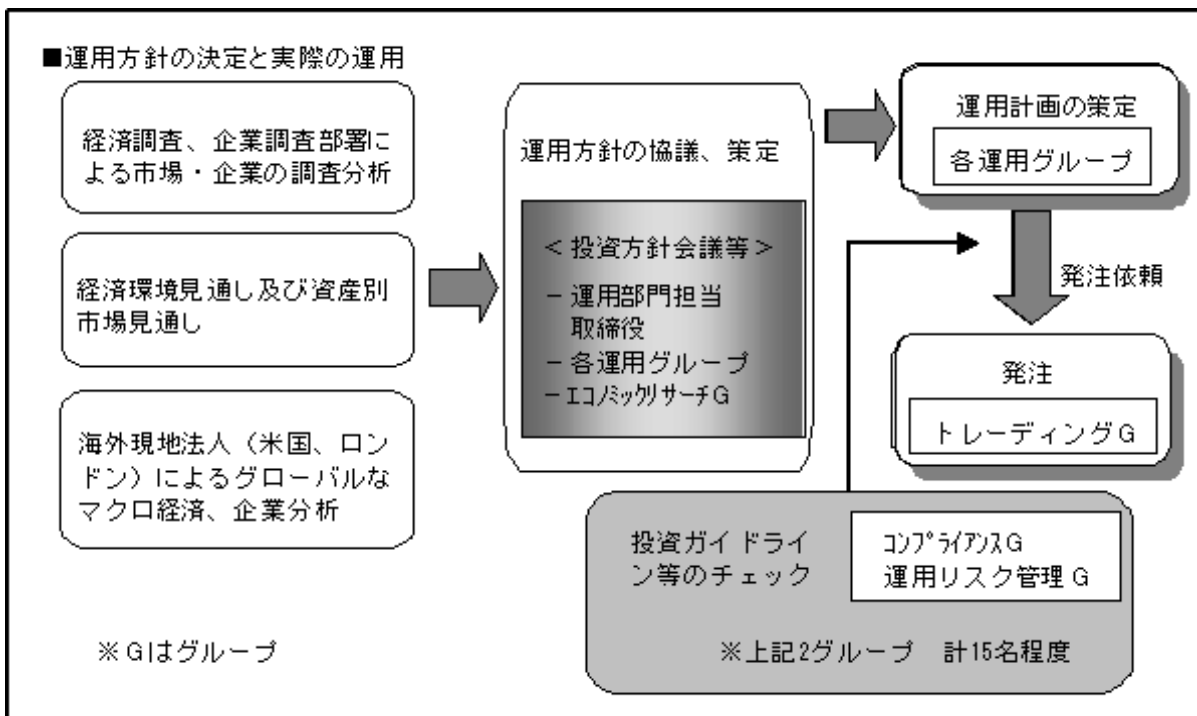 ■運用方針の決定と実際の運用
経済調査、企業調査部署に
よる市場・企業の調査分析
経済環境見通し及び資産別
市場見通し
海外現地法人（米国、ロン
ドン）によるグローバルな
マクロ経済、企業分析
※Gはグループ
運用方針の協議、策定
＜投資方針会議等＞
－運用部門担当
取締役
－各運用グループ
－ｴｺﾉﾐｯｸﾘｻｰﾁＧ
運用計画の策定
各運用グループ
発注依頼
発注
トレーディングＧ
投資ガイドライ
ン等のチェック
ｺﾝﾌﾟﾗｲｱﾝｽＧ
運用リスク管理Ｇ
※上記2グループ　計15名程度